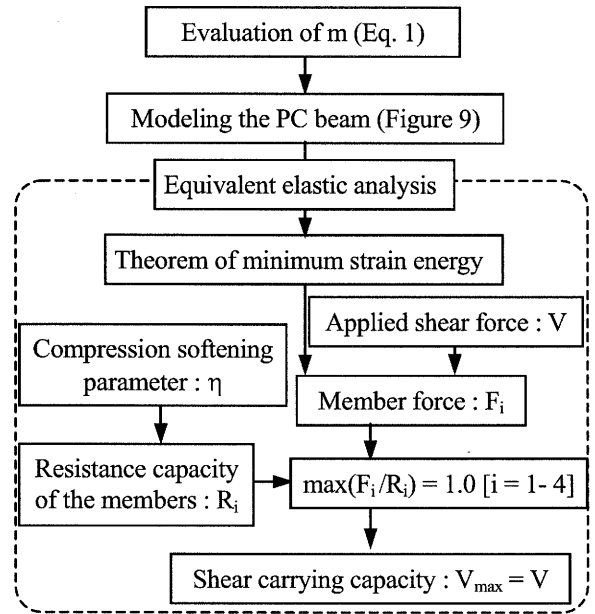 Evaluation of m (Eq. 1)
Modeling the PC beam (Figure 9)
Equivalent elastic analysis
Theorem of minimum strain energy
Applied shear force : V
Compression softening
parameter : η
Member force : Fᵢ
Resistance capacity
of the members : Rᵢ
max(Fᵢ/Rᵢ) = 1.0 [i = 1- 4]
Shear carrying capacity : Vₘₐₓ = V